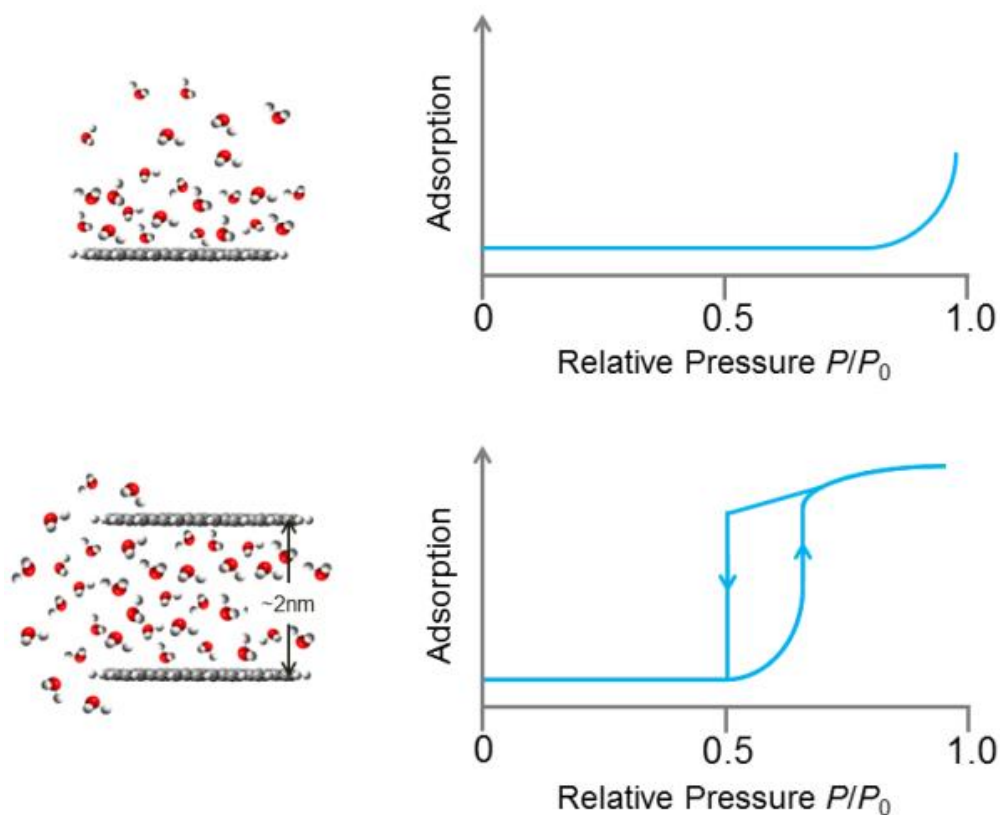 Adsorption
0 0.5 1.0
Relative Pressure P/P₀
~2nm
Adsorption
0 0.5 1.0
Relative Pressure P/P₀